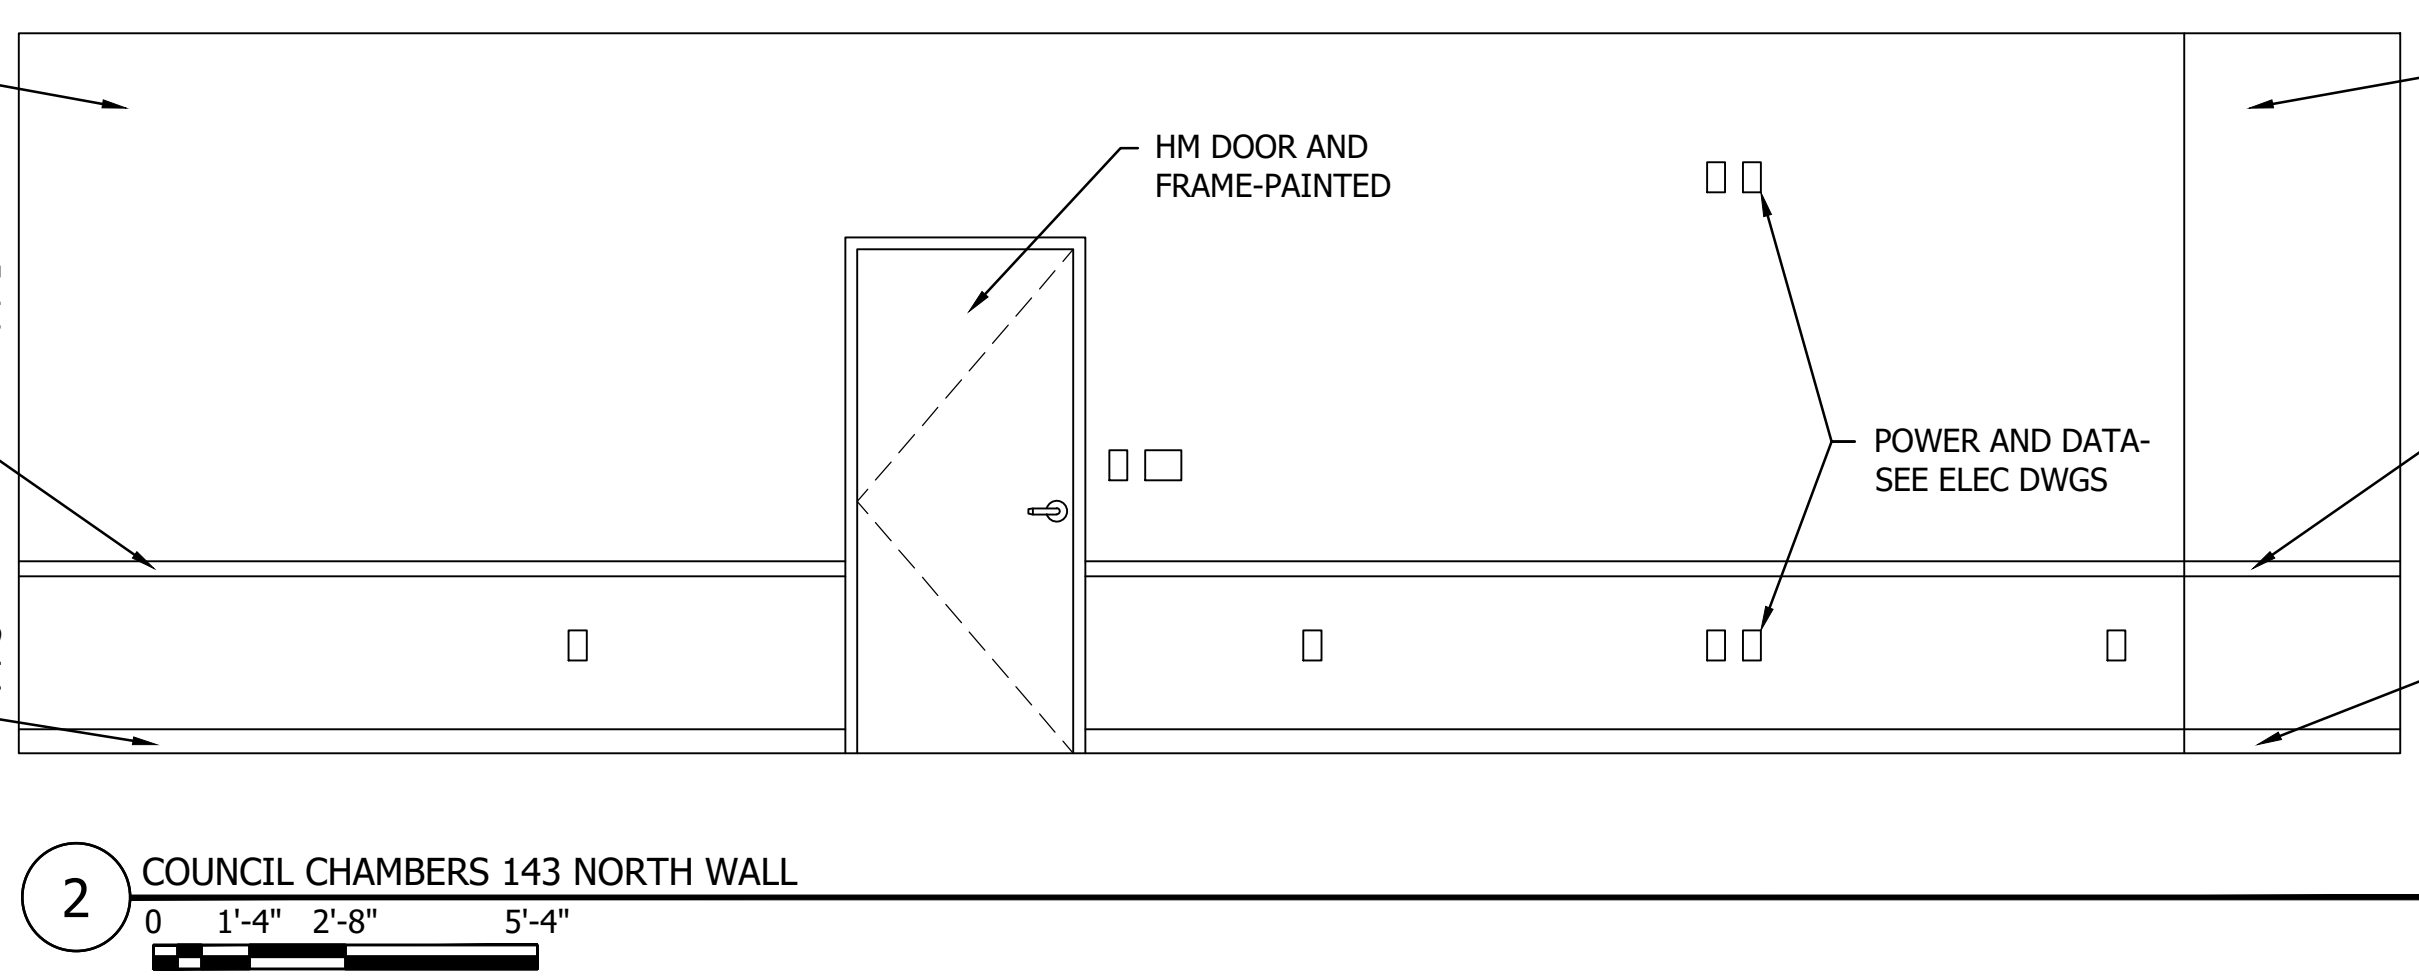 HM DOOR AND
FRAME-PAINTED
POWER AND DATA-
SEE ELEC DWGS
2
COUNCIL CHAMBERS 143 NORTH WALL
0 1'-4" 2'-8" 5'-4"